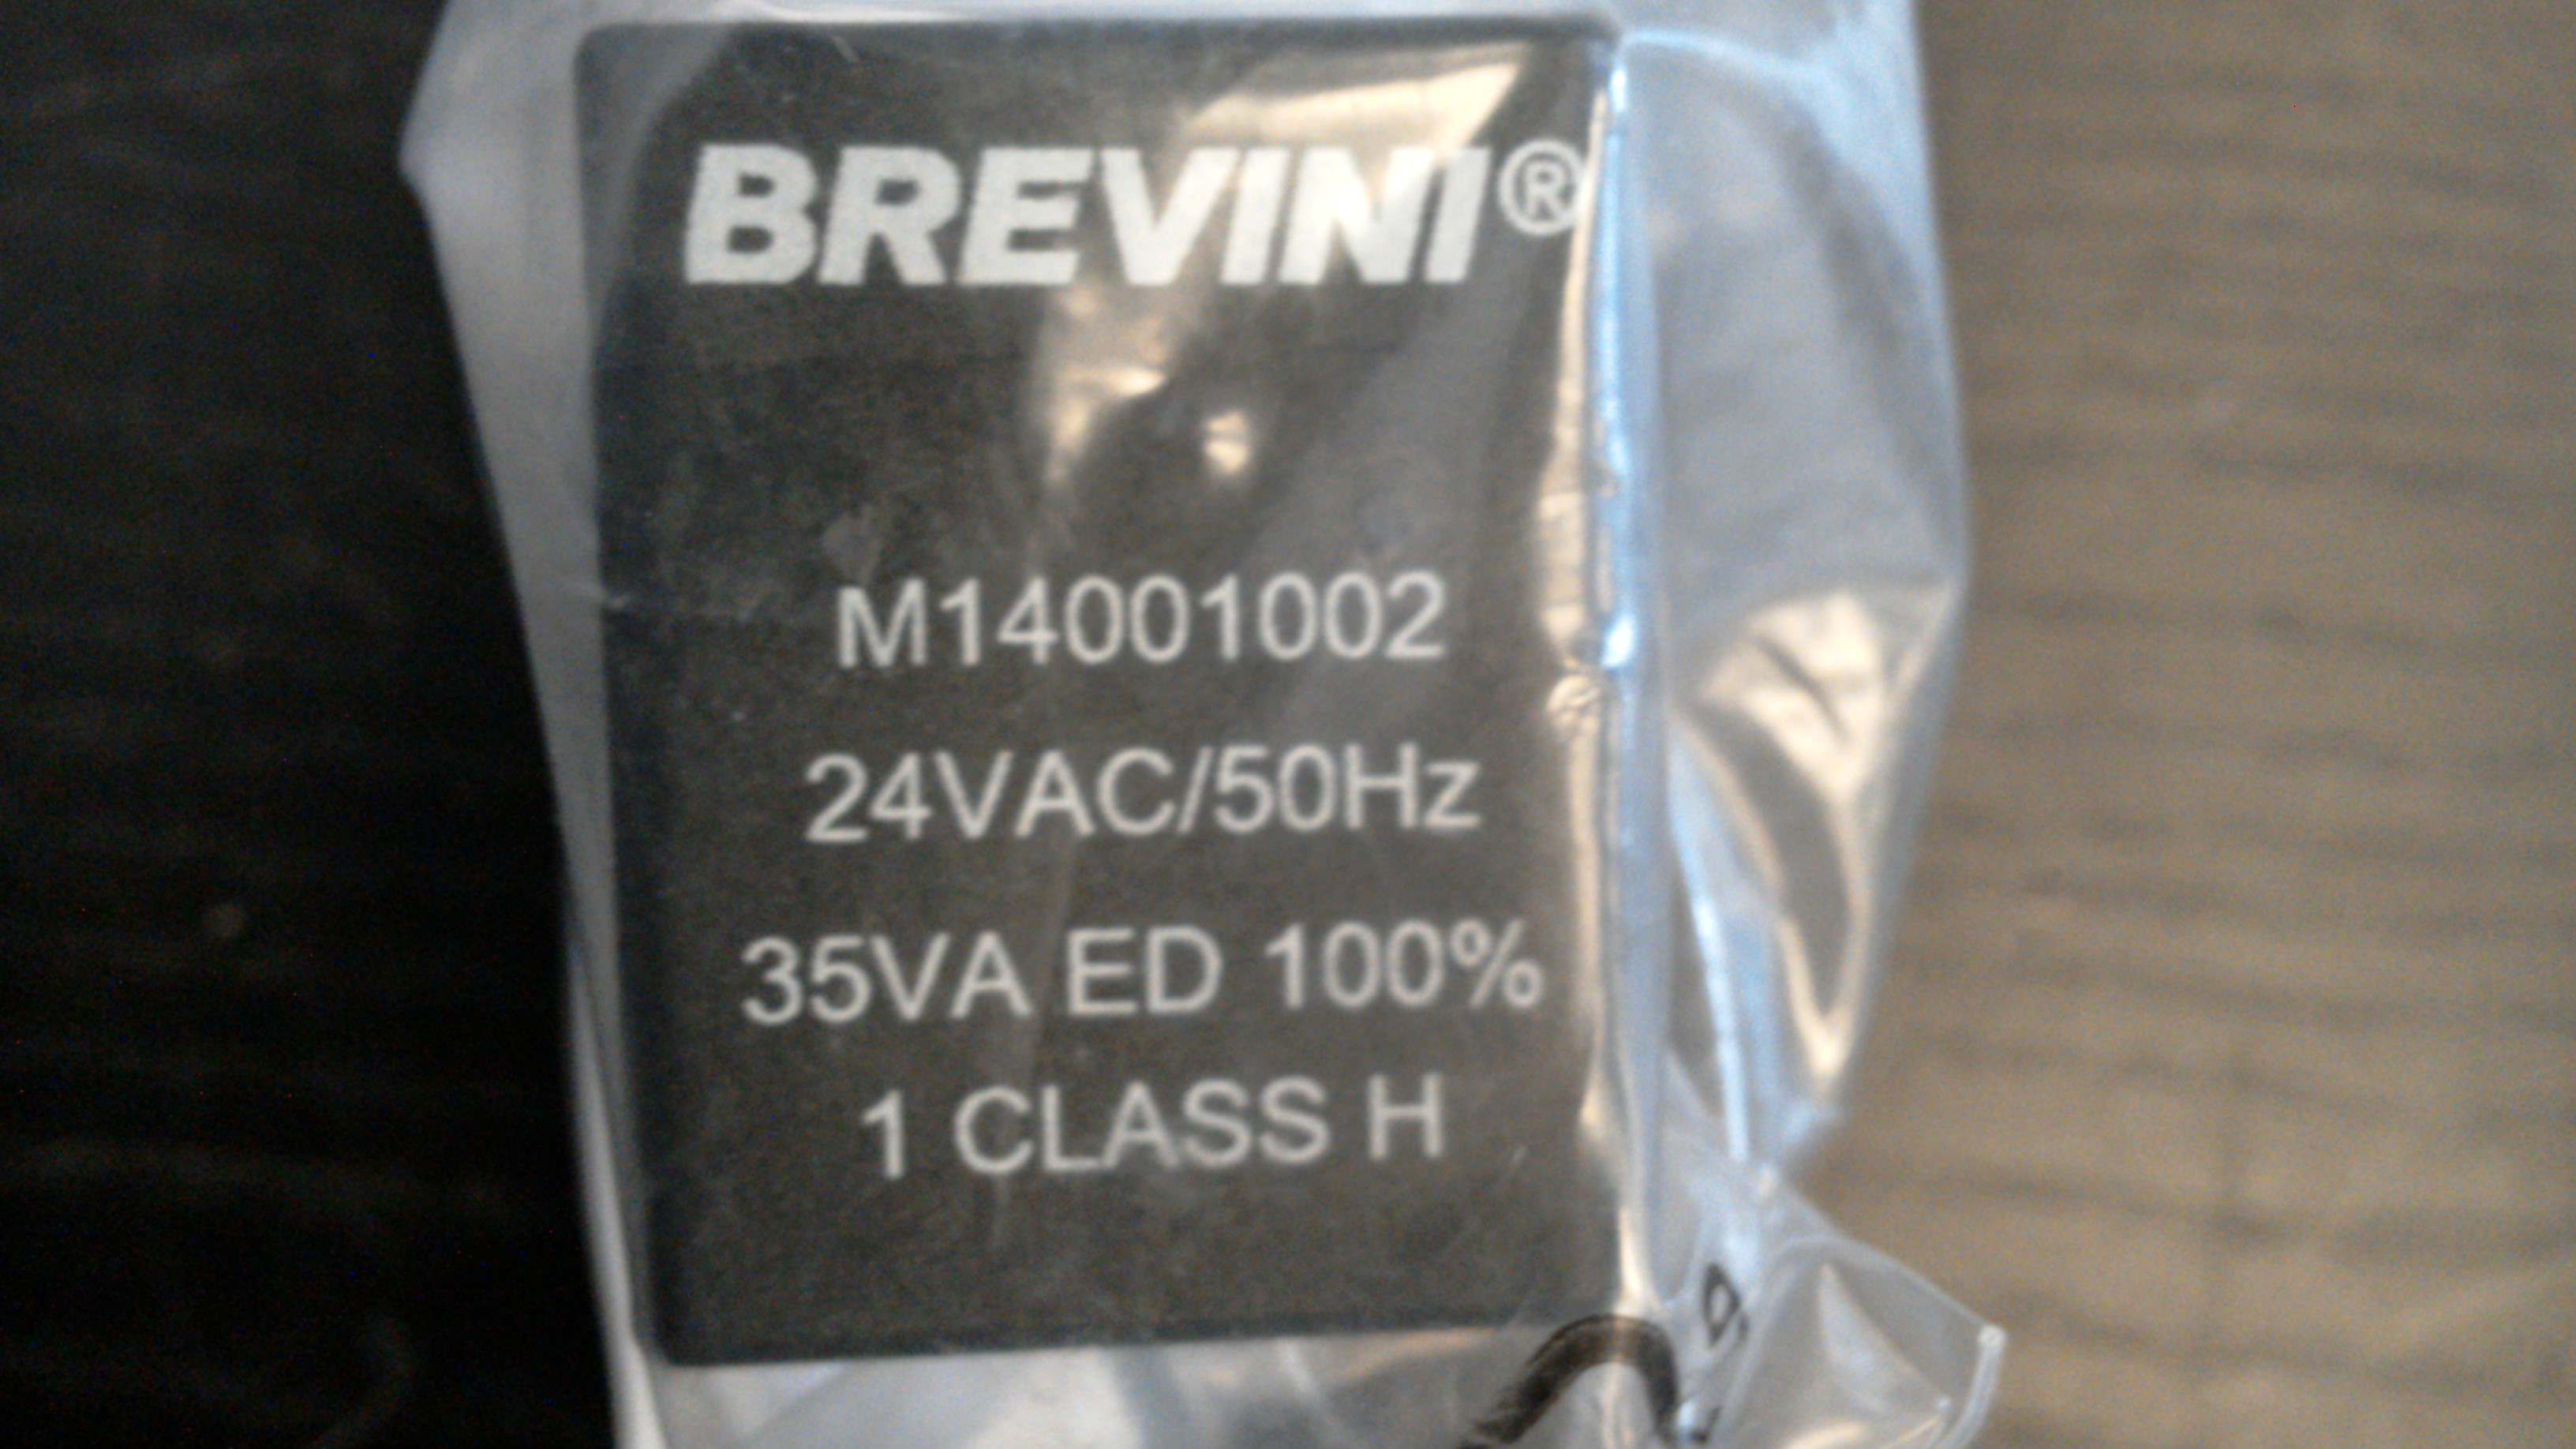 BREVINI®
M14001002
24VAC/50Hz
35VA ED 100%
1 CLASS H